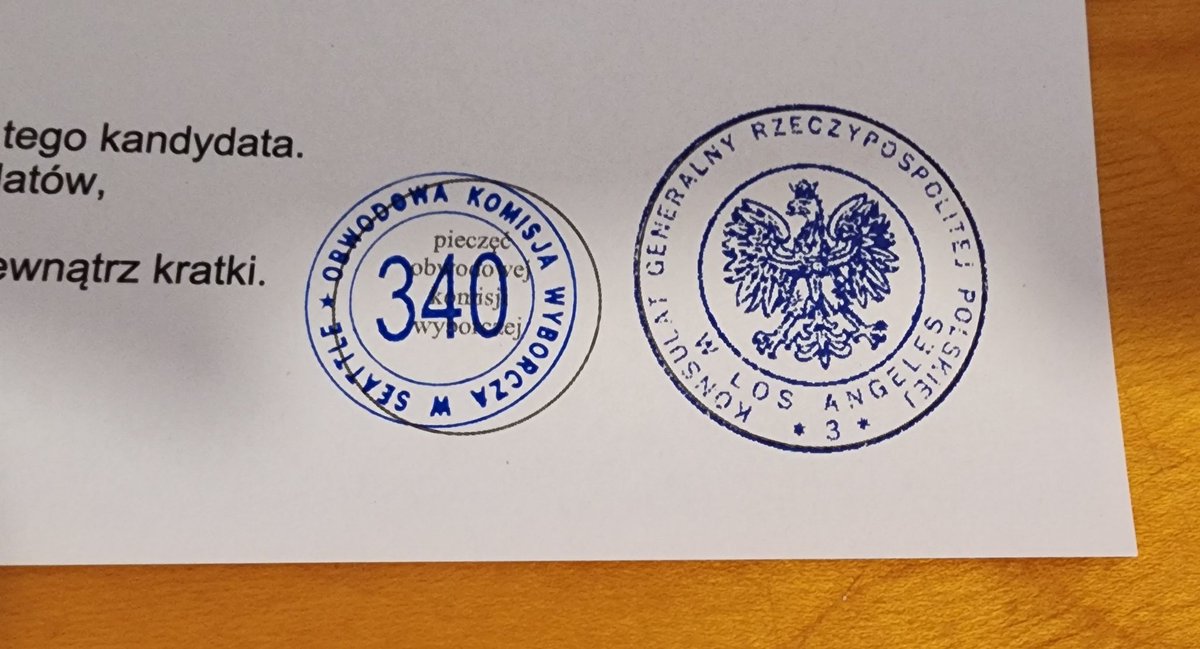 tego kandydata.
latów,
ewnątrz kratki.
pieczęć
obwodowej
komisji
wyborczej
★ OBWODOWA KOMISJA WYBORCZA W SEATTLE
340
KONSULAT GENERALNY RZECZYPOSPOLITEJ POLSKIEJ
W LOS ANGELES
* 3 *